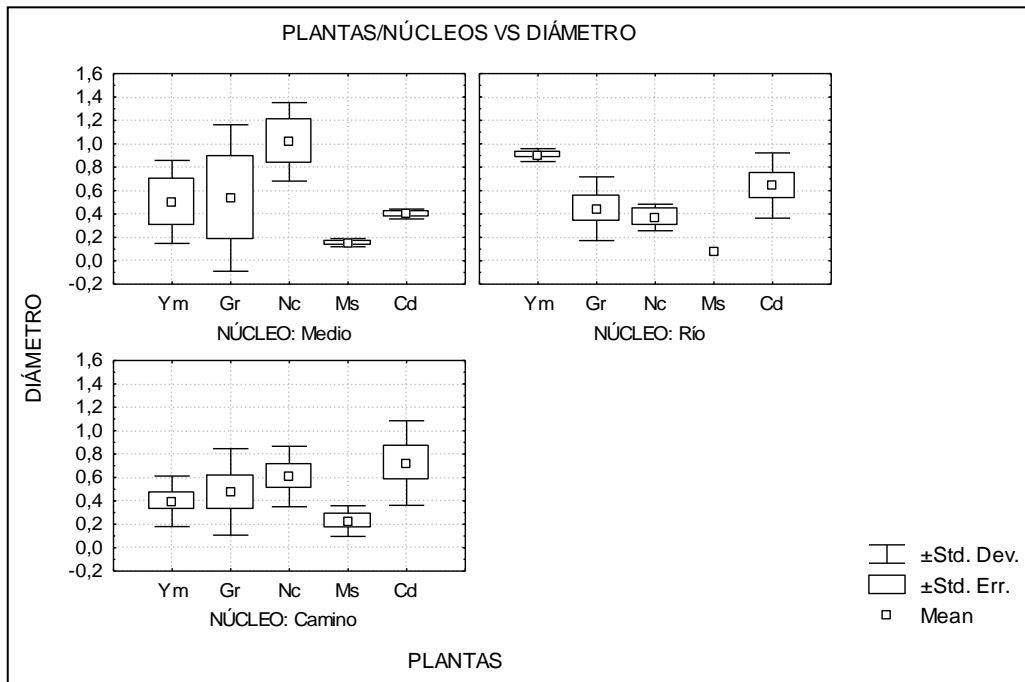 PLANTAS/NÚCLEOS VS DIÁMETRO
DIÁMETRO
1,6
1,4
1,2
1,0
0,8
0,6
0,4
0,2
0,0
-0,2
Ym Gr Nc Ms Cd
NÚCLEO: Medio
Ym Gr Nc Ms Cd
NÚCLEO: Río
1,6
1,4
1,2
1,0
0,8
0,6
0,4
0,2
0,0
-0,2
Ym Gr Nc Ms Cd
NÚCLEO: Camino
PLANTAS
±Std. Dev.
±Std. Err.
Mean